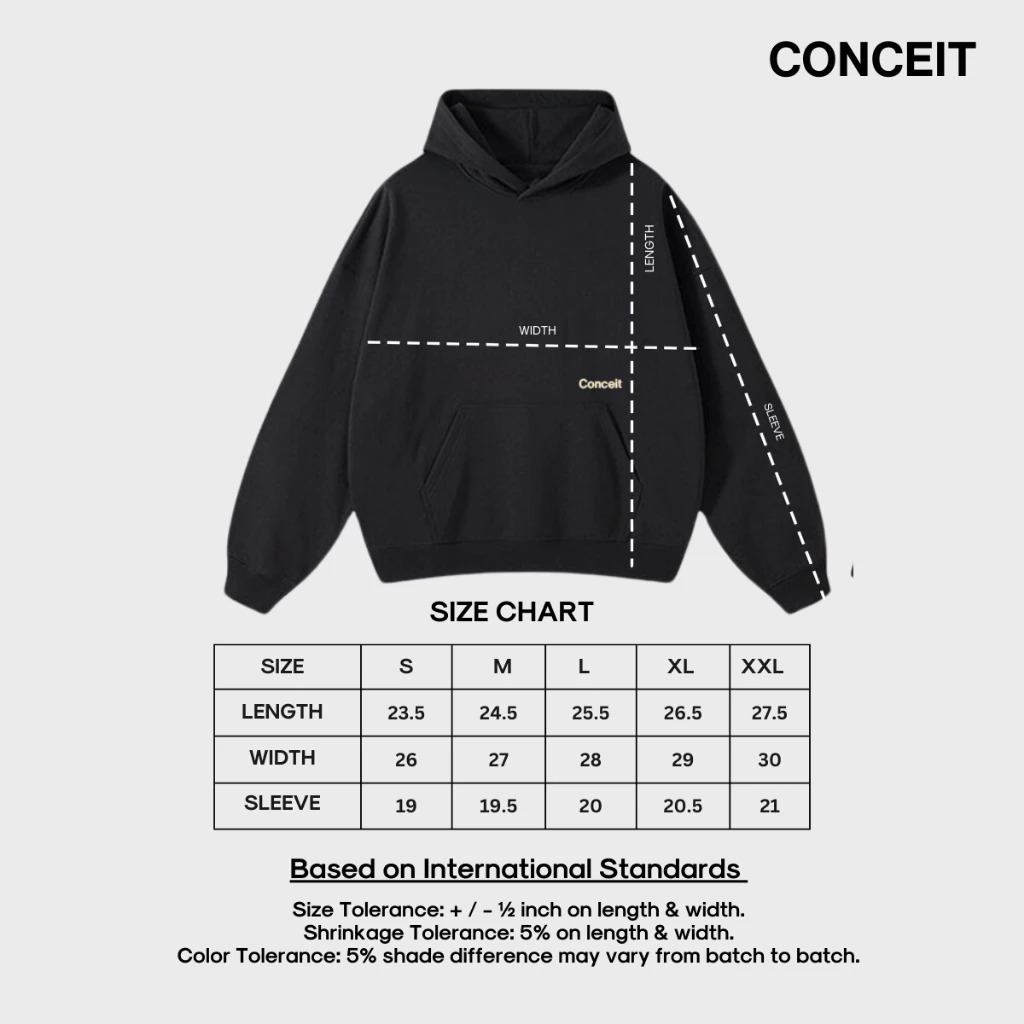 CONCEIT
LENGTH
WIDTH
Conceit
SLEEVE
SIZE CHART
SIZE S M L XL XXL
LENGTH 23.5 24.5 25.5 26.5 27.5
WIDTH 26 27 28 29 30
SLEEVE 19 19.5 20 20.5 21
Based on International Standards
Size Tolerance: + / - ½ inch on length & width.
Shrinkage Tolerance: 5% on length & width.
Color Tolerance: 5% shade difference may vary from batch to batch.